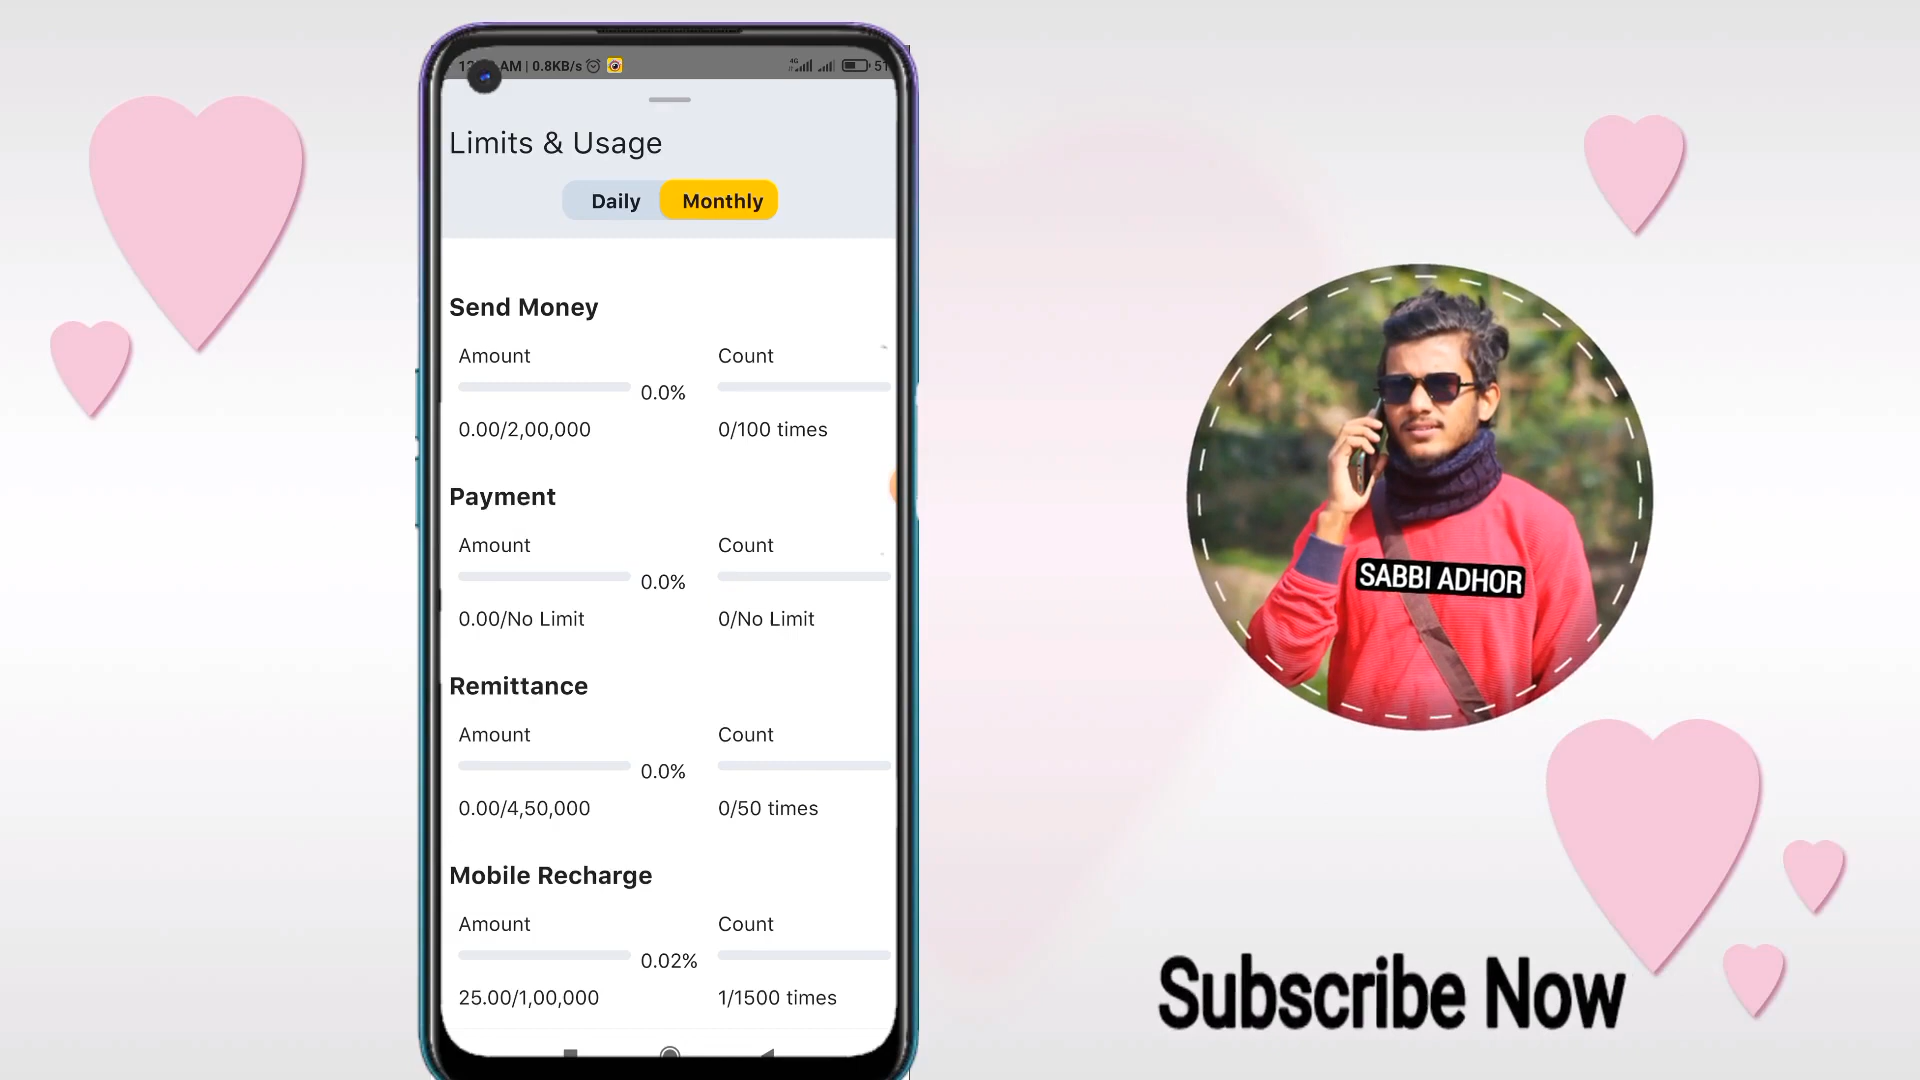 AM | 0.8KB/s
4G
51
Limits & Usage
Daily
Monthly
Send Money
Amount
Count
0.0%
0.00/2,00,000
0/100 times
Payment
Amount
Count
0.0%
0.00/No Limit
0/No Limit
Remittance
Amount
Count
0.0%
0.00/4,50,000
0/50 times
Mobile Recharge
Amount
Count
0.02%
25.00/1,00,000
1/1500 times
SABBI ADHOR
Subscribe Now